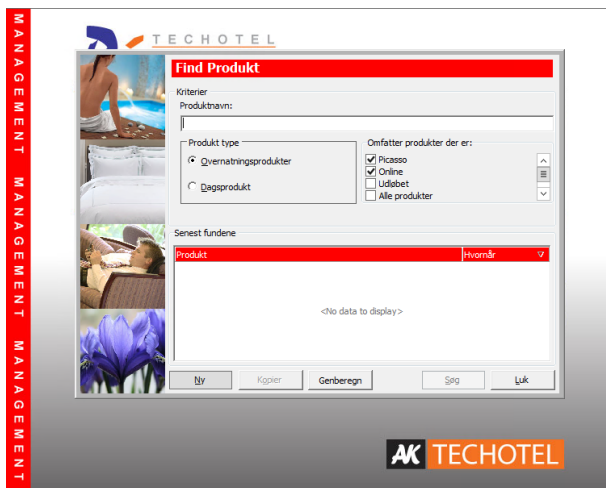 MANAGEMENT MANAGEMENT MANAGEMENT
TECHOTEL
Find Produkt
Kriterier
Produktnavn:
Produkt type
Overnatningsprodukter
Dagsprodukt
Omfatter produkter der er:
Picasso
Online
Udløbet
Alle produkter
Senest fundene
Produkt Hvornår
<No data to display>
Ny Kopier Genberegn Søg Luk
AK TECHOTEL